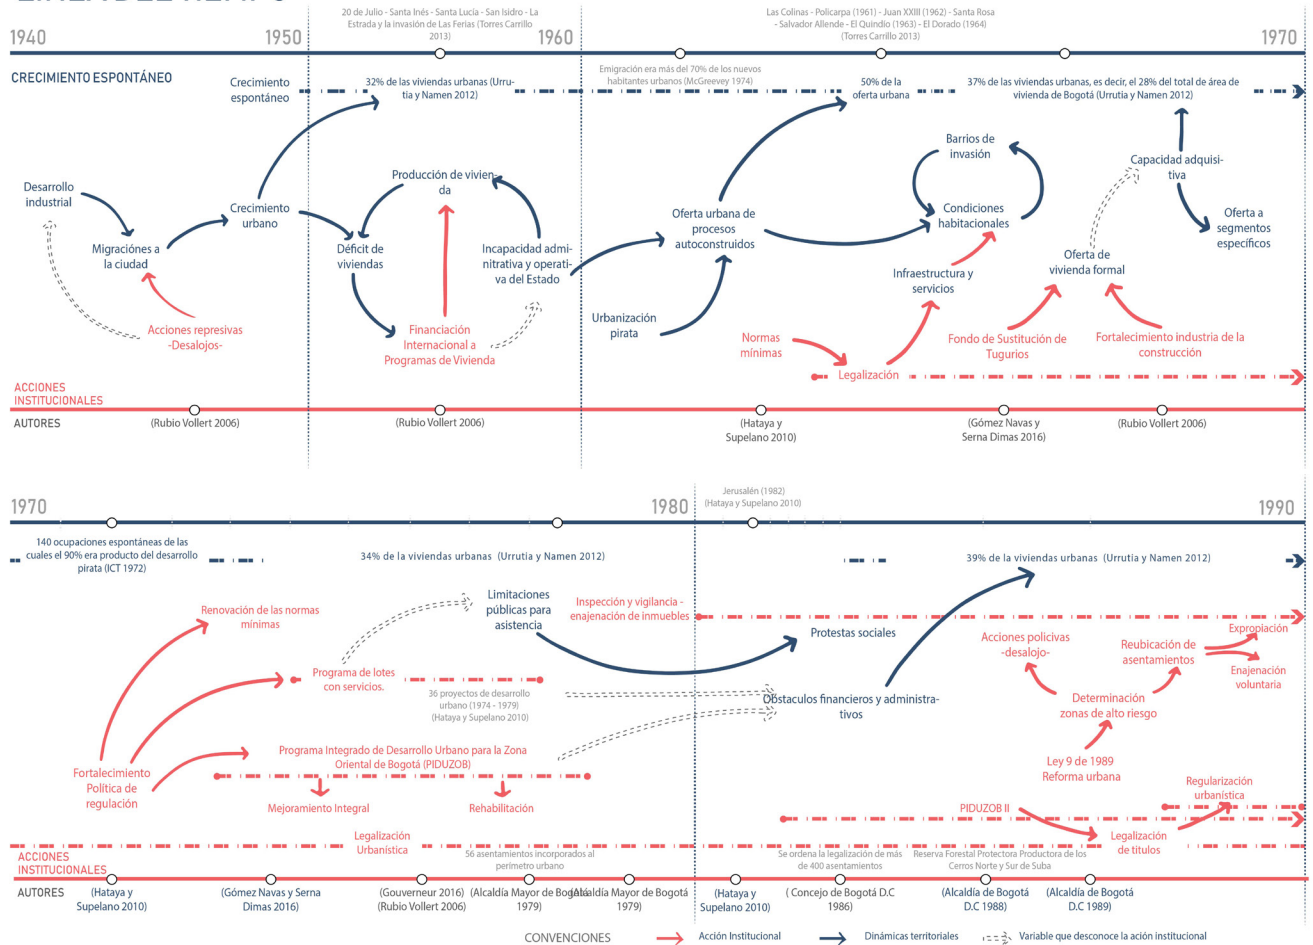 20 de Julio - Santa Inés - Santa Lucía - San Isidro - La
Estrada y la invasión de Las Ferias (Torres Carrillo
2013)
Las Colinas - Policarpa (1961) - Juan XXIII (1962) - Santa Rosa
- Salvador Allende - El Quindío (1963) - El Dorado (1964)
(Torres Carrillo 2013)
1940
1950
1960
1970
CRECIMIENTO ESPONTÁNEO
Crecimiento
espontáneo
32% de las viviendas urbanas (Urru-
tia y Namen 2012)
Emigración era más del 70% de los nuevos
habitantes urbanos (McGreevey 1974)
50% de la
oferta urbana
37% de las viviendas urbanas, es decir, el 28% del total de área de
vivienda de Bogotá (Urrutia y Namen 2012)
Desarrollo
industrial
Migraciónes a
la ciudad
Crecimiento
urbano
Acciones represivas
-Desalojos-
Producción de vivien-
da
Déficit de
viviendas
Incapacidad admi-
nitrativa y operati-
va del Estado
Financiación
Internacional a
Programas de Vivienda
Oferta urbana de
procesos
autoconstruidos
Urbanización
pirata
Barrios de
invasión
Condiciones
habitacionales
Infraestructura y
servicios
Normas
mínimas
Legalización
Capacidad adquisi-
tiva
Oferta a
segmentos
específicos
Oferta de
vivienda formal
Fondo de Sustitución de
Tugurios
Fortalecimiento industria de la
construcción
ACCIONES
INSTITUCIONALES
AUTORES
(Rubio Vollert 2006)
(Rubio Vollert 2006)
(Hataya y
Supelano 2010)
(Gómez Navas y
Serna Dimas 2016)
(Rubio Vollert 2006)
1970
1980
Jerusalén (1982)
(Hataya y Supelano 2010)
1990
140 ocupaciones espontáneas de las
cuales el 90% era producto del desarrollo
pirata (ICT 1972)
34% de la viviendas urbanas (Urrutia y Namen 2012)
39% de la viviendas urbanas (Urrutia y Namen 2012)
Renovación de las normas
mínimas
Limitaciones
públicas para
asistencia
Inspección y vigilancia -
enajenación de inmuebles
Protestas sociales
Acciones policivas
-desalojo-
Reubicación de
asentamientos
Expropiación
Enajenación
voluntaria
Programa de lotes
con servicios.
36 proyectos de desarrollo
urbano (1974 - 1979)
(Hataya y Supelano 2010)
Obstaculos financieros y administra-
tivos
Determinación
zonas de alto riesgo
Programa Integrado de Desarrollo Urbano para la Zona
Oriental de Bogotá (PIDUZOB)
Fortalecimiento
Política de
regulación
Mejoramiento Integral
Rehabilitación
Ley 9 de 1989
Reforma urbana
Regularización
urbanística
PIDUZOB II
Legalización
de títulos
Legalización
Urbanística
56 asentamientos incorporados al
perímetro urbano
Se ordena la legalización de más
de 400 asentamientos
Reserva Forestal Protectora Productora de los
Cerros Norte y Sur de Suba
ACCIONES
INSTITUCIONALES
AUTORES
(Hataya y
Supelano 2010)
(Gómez Navas y Serna
Dimas 2016)
(Gouverneur 2016)
(Rubio Vollert 2006)
(Alcaldía Mayor de Bogotá
1979)
(Alcaldía Mayor de Bogotá
1979)
(Hataya y
Supelano 2010)
( Concejo de Bogotá D.C
1986)
(Alcaldía de Bogotá
D.C 1988)
(Alcaldía de Bogotá
D.C 1989)
CONVENCIONES
Acción Institucional
Dinámicas territoriales
Variable que desconoce la ación institucional